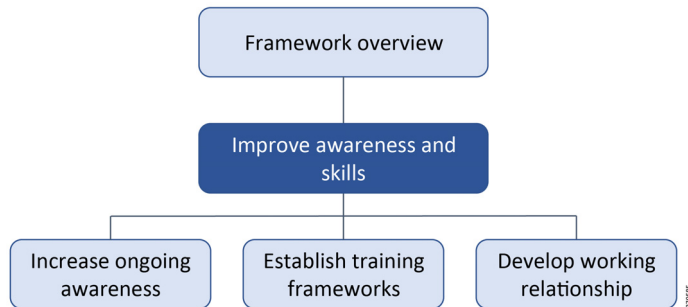 Framework overview
Improve awareness and
skills
Increase ongoing
awareness
Establish training
frameworks
Develop working
relationship